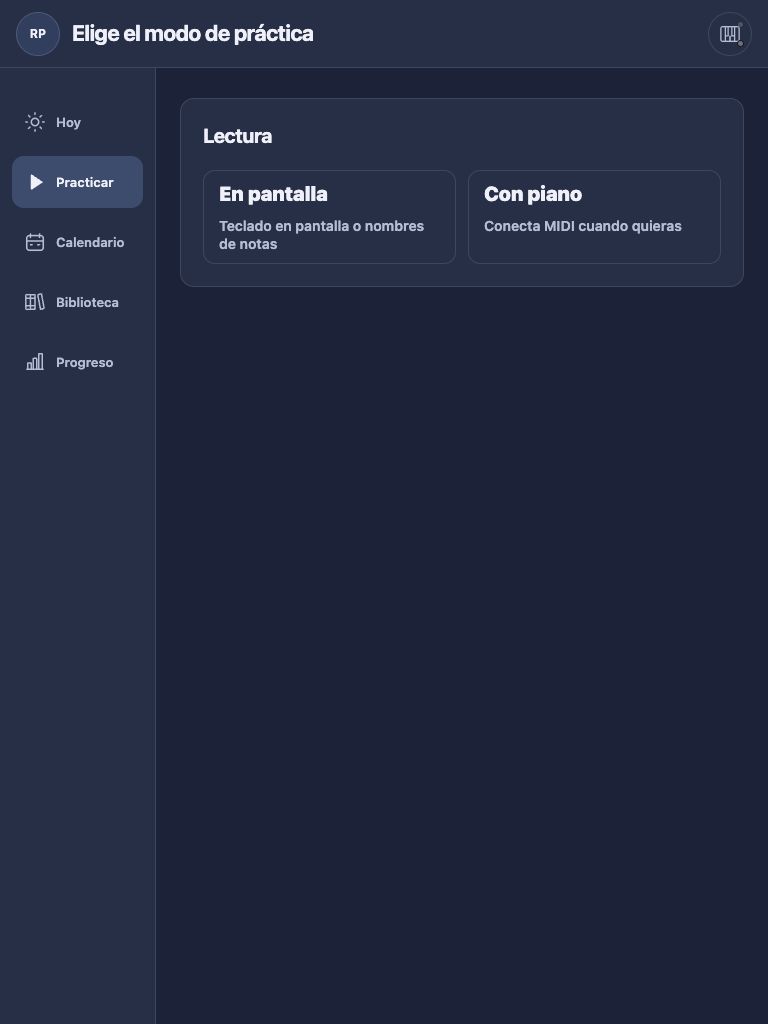 RP
Elige el modo de práctica
Hoy
Practicar
Calendario
Biblioteca
Progreso
Lectura
En pantalla
Teclado en pantalla o nombres
de notas
Con piano
Conecta MIDI cuando quieras